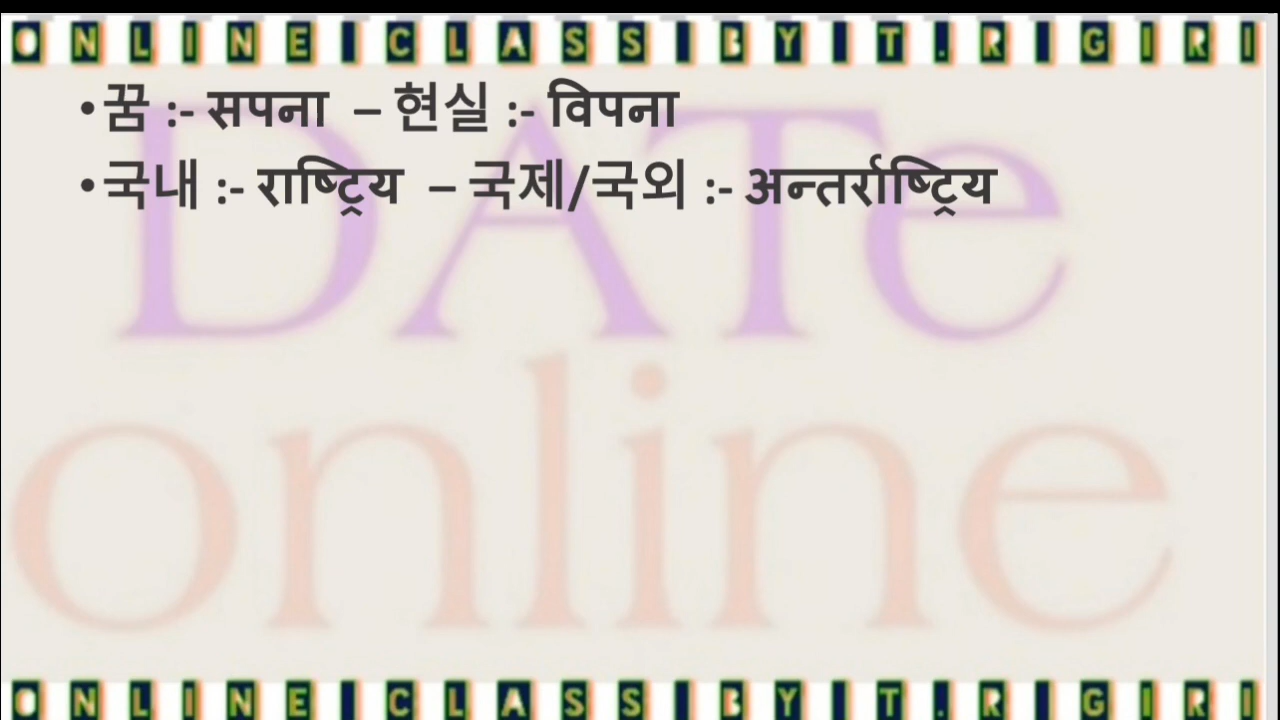 ONLINE CLASS BY T.R GIRI
• 꿈 :- सपना – 현실 :- विपना
• 국내 :- राष्ट्रिय – 국제/국외 :- अन्तर्राष्ट्रिय
DATe
online
ONLINE CLASS BY T.R GIRI